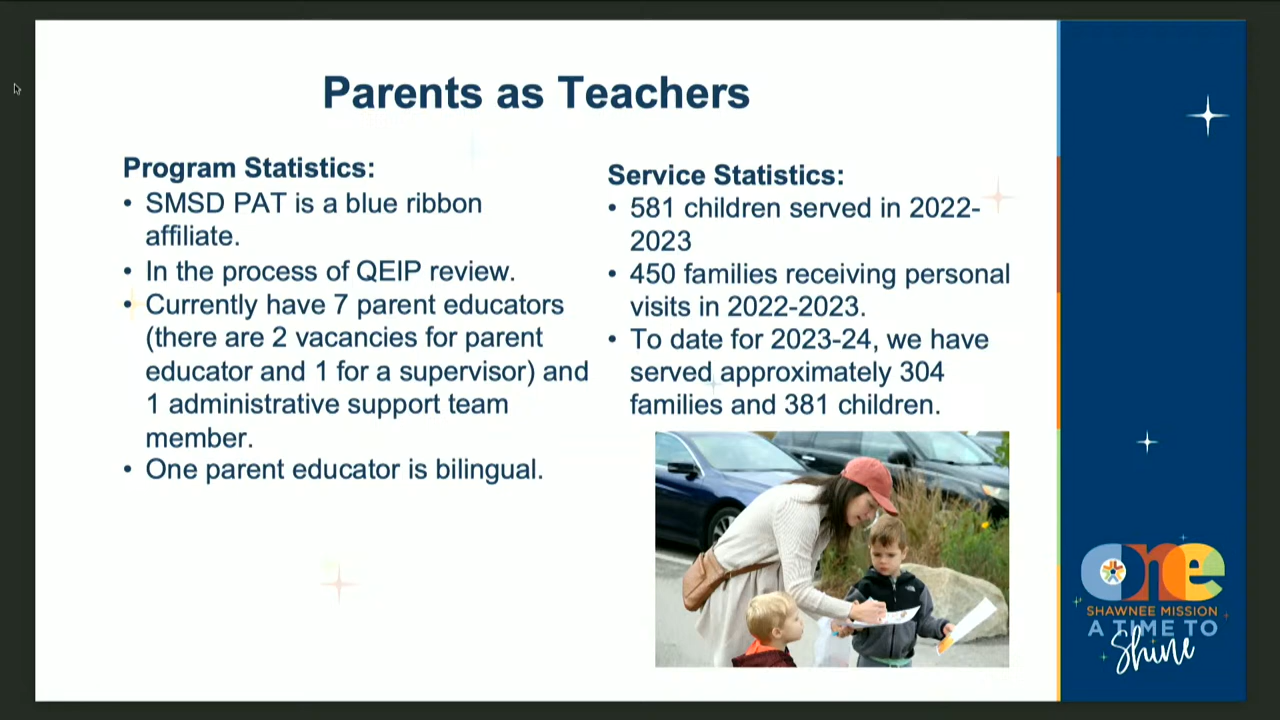 Parents as Teachers
Program Statistics:
• SMSD PAT is a blue ribbon
affiliate.
• In the process of QEIP review.
• Currently have 7 parent educators
(there are 2 vacancies for parent
educator and 1 for a supervisor) and
1 administrative support team
member.
• One parent educator is bilingual.
Service Statistics:
• 581 children served in 2022-
2023
• 450 families receiving personal
visits in 2022-2023.
• To date for 2023-24, we have
served approximately 304
families and 381 children.
one
SHAWNEE MISSION
A TIME TO
Shine